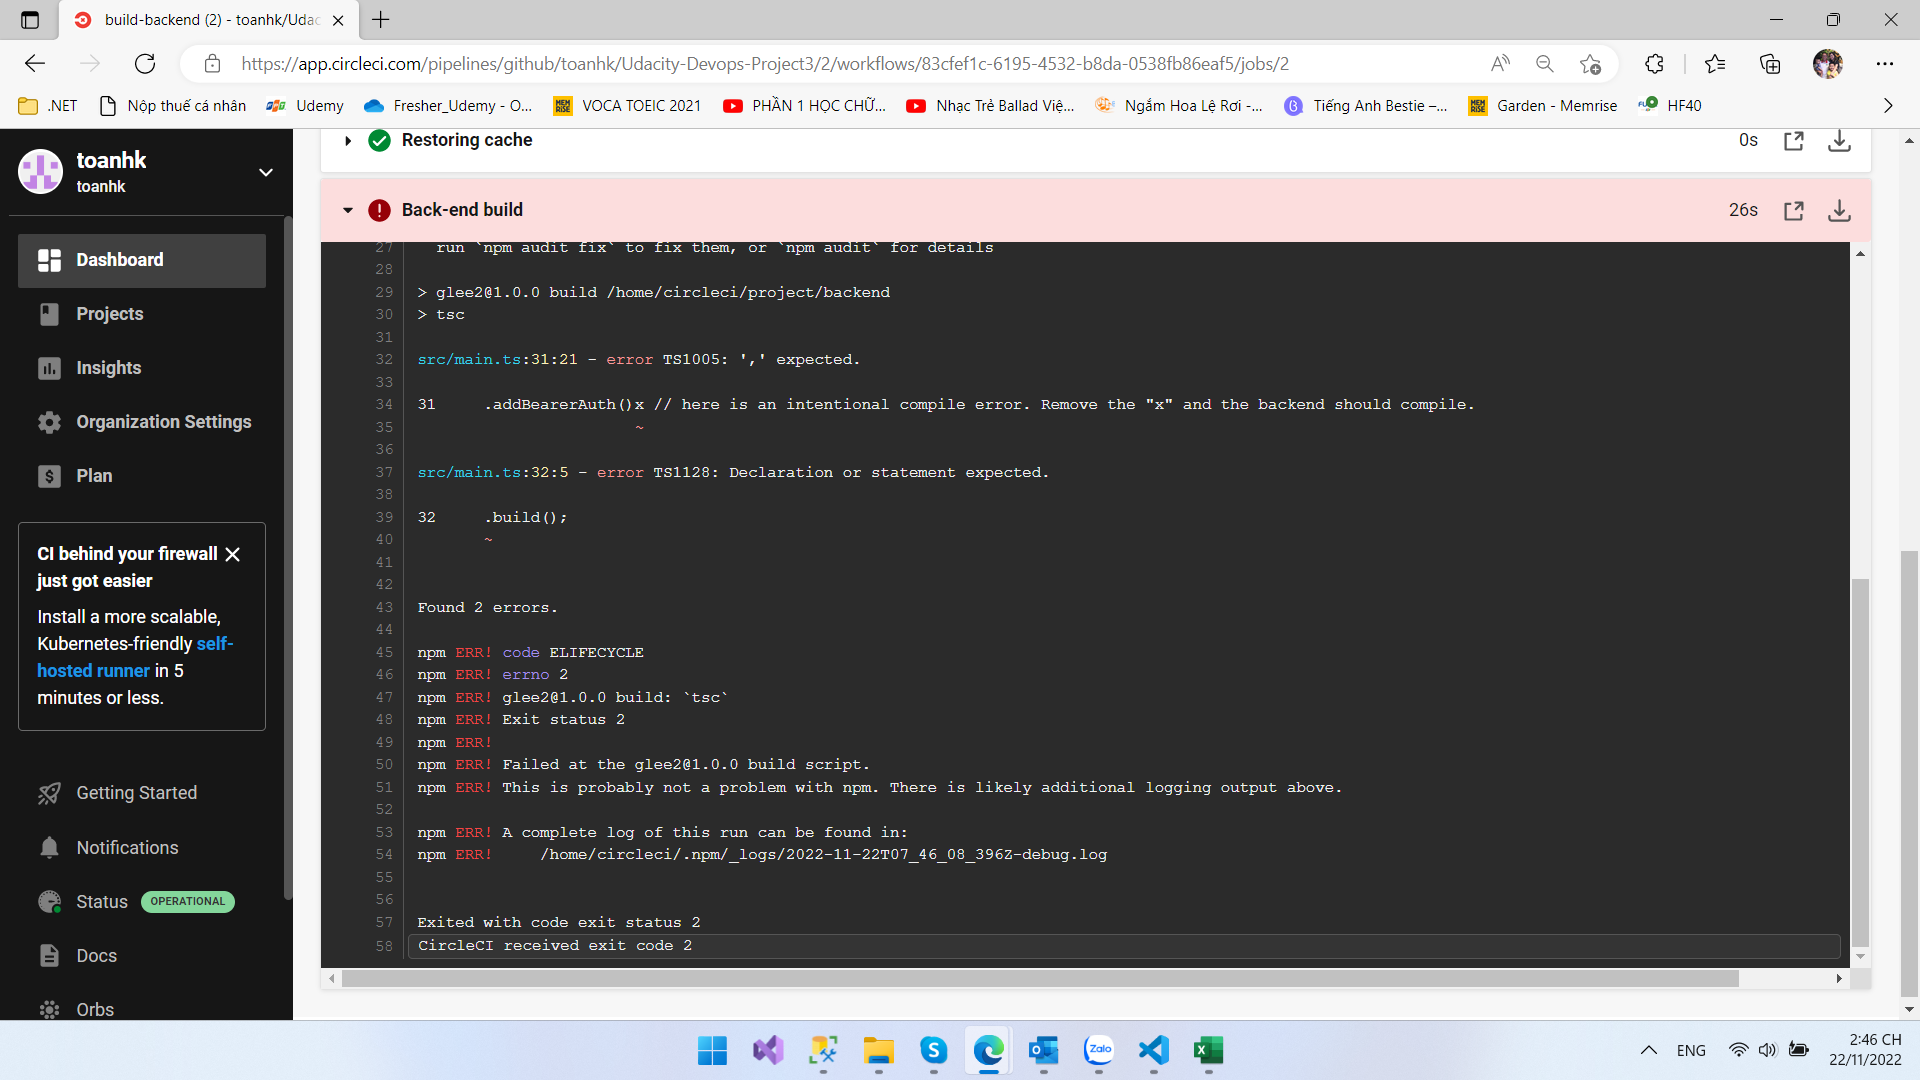 build-backend (2) - toanhk/Udac
https://app.circleci.com/pipelines/github/toanhk/Udacity-Devops-Project3/2/workflows/83cfef1c-6195-4532-b8da-0538fb86eaf5/jobs/2
.NET
Nộp thuế cá nhân
Udemy
Fresher_Udemy - O...
VOCA TOEIC 2021
PHẦN 1 HỌC CHỮ...
Nhạc Trẻ Ballad Việ...
Ngắm Hoa Lệ Rơi -...
Tiếng Anh Bestie –...
Garden - Memrise
HF40
toanhk
toanhk
Dashboard
Projects
Insights
Organization Settings
Plan
CI behind your firewall
just got easier
Install a more scalable,
Kubernetes-friendly self-
hosted runner in 5
minutes or less.
Getting Started
Notifications
Status OPERATIONAL
Docs
Orbs
Restoring cache 0s
Back-end build 26s
27 run `npm audit fix` to fix them, or `npm audit` for details
28
29 > glee2@1.0.0 build /home/circleci/project/backend
30 > tsc
31
32 src/main.ts:31:21 - error TS1005: ',' expected.
33
34 31 .addBearerAuth()x // here is an intentional compile error. Remove the "x" and the backend should compile.
35 ~
36
37 src/main.ts:32:5 - error TS1128: Declaration or statement expected.
38
39 32 .build();
40 ~
41
42
43 Found 2 errors.
44
45 npm ERR! code ELIFECYCLE
46 npm ERR! errno 2
47 npm ERR! glee2@1.0.0 build: `tsc`
48 npm ERR! Exit status 2
49 npm ERR!
50 npm ERR! Failed at the glee2@1.0.0 build script.
51 npm ERR! This is probably not a problem with npm. There is likely additional logging output above.
52
53 npm ERR! A complete log of this run can be found in:
54 npm ERR! /home/circleci/.npm/_logs/2022-11-22T07_46_08_396Z-debug.log
55
56
57 Exited with code exit status 2
58 CircleCI received exit code 2
Zalo
ENG
2:46 CH
22/11/2022